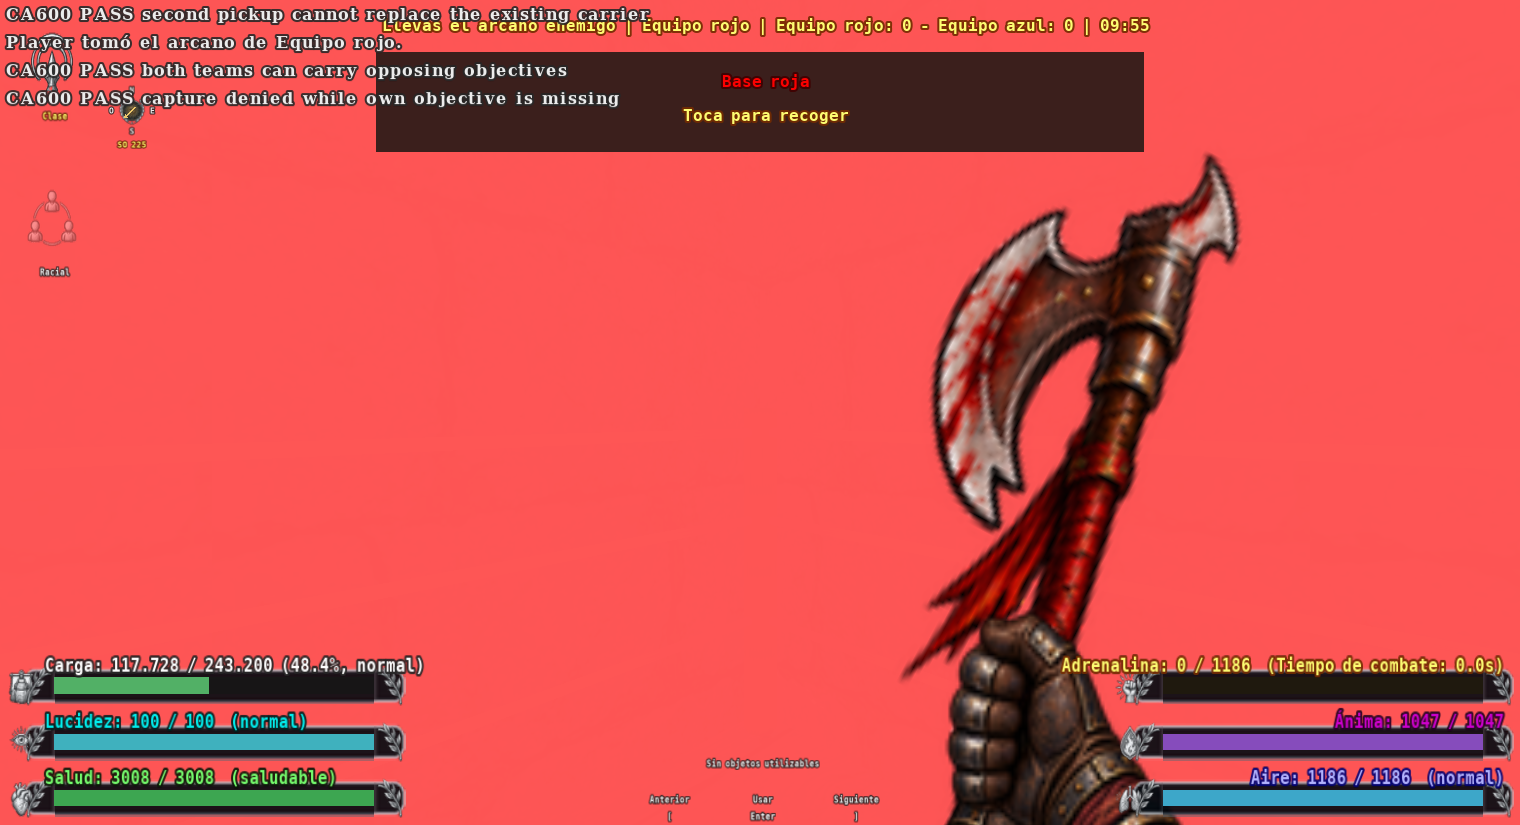 CA600 PASS second pickup cannot replace the existing carrier
Llevas el arcano enemigo | Equipo rojo | Equipo rojo: 0 - Equipo azul: 0 | 09:55
Player tomó el arcano de Equipo rojo.
CA600 PASS both teams can carry opposing objectives
CA600 PASS capture denied while own objective is missing
Base roja
Toca para recoger
Clase
N
O
E
S
SO 225
Racial
Carga: 117.728 / 243.200 (48.4%, normal)
Lucidez: 100 / 100 (normal)
Salud: 3008 / 3008 (saludable)
Adrenalina: 0 / 1186 (Tiempo de combate: 0.0s)
Ánima: 1047 / 1047
Aire: 1186 / 1186 (normal)
Sin objetos utilizables
Anterior Usar Siguiente
[ Enter ]